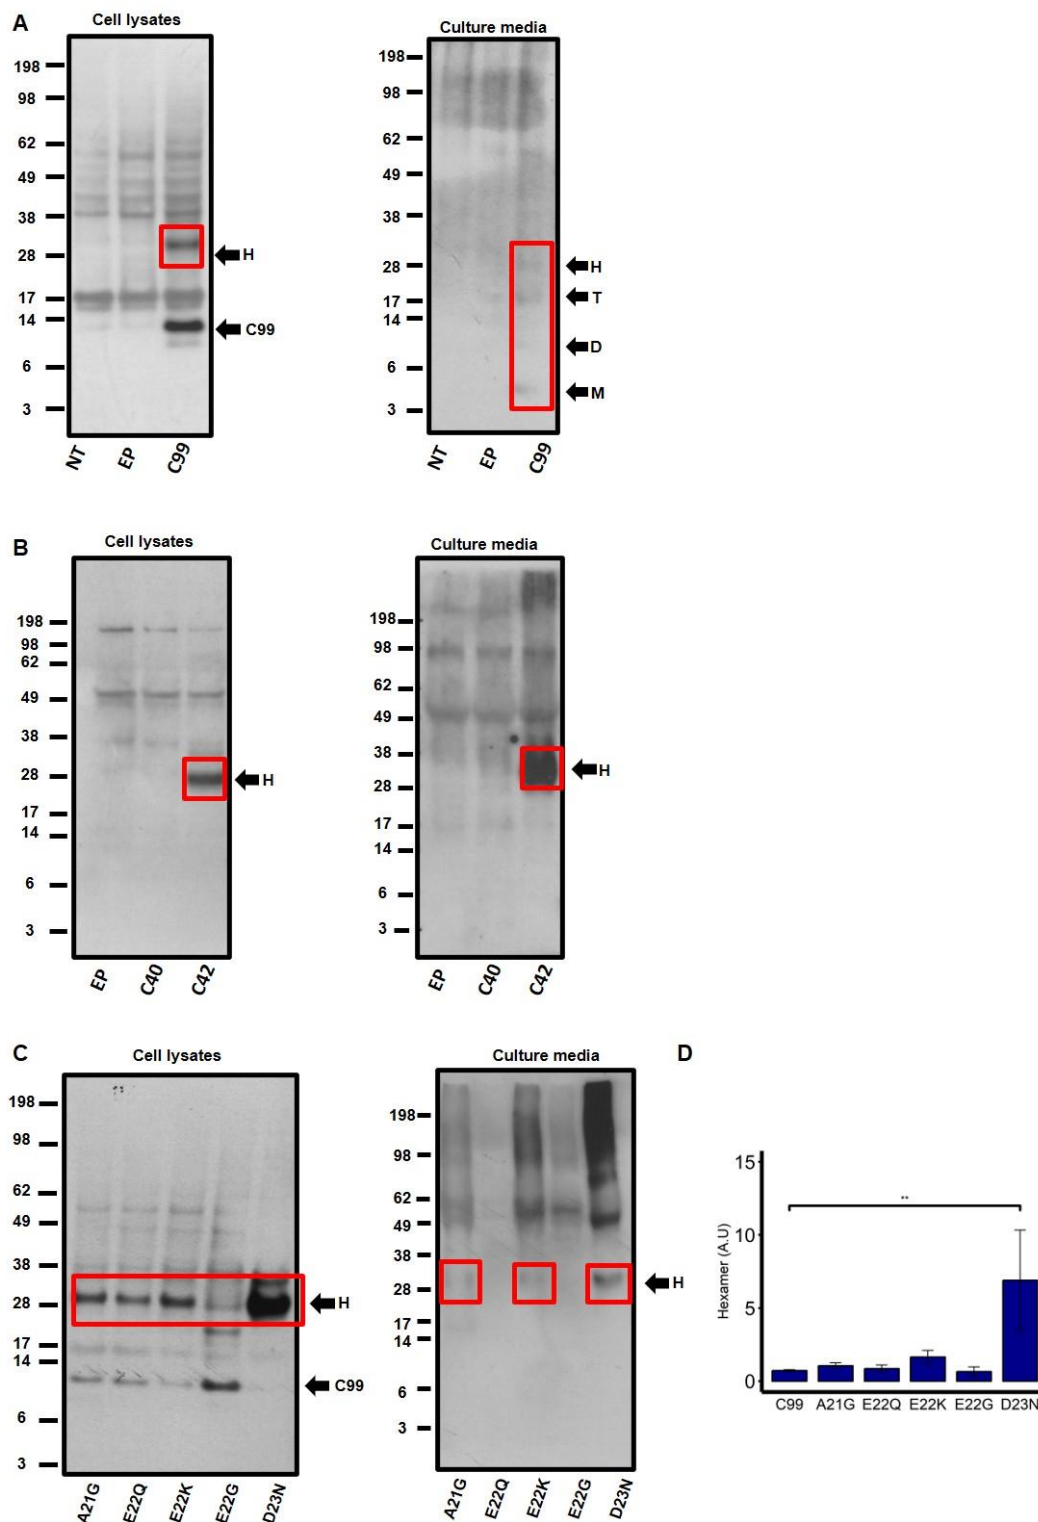 A
Cell lysates
198
98
62
49
38
28
17
14
6
3
H
C99
NT
EP
C99
Culture media
198
98
62
49
38
28
17
14
6
3
H
T
D
M
NT
EP
C99
B
Cell lysates
198
98
62
49
38
28
17
14
6
3
H
EP
C40
C42
Culture media
198
98
62
49
38
28
17
14
6
3
H
EP
C40
C42
C
Cell lysates
198
98
62
49
38
28
17
14
6
3
H
C99
A21G
E22Q
E22K
E22G
D23N
Culture media
198
98
62
49
38
28
17
14
6
3
H
A21G
E22Q
E22K
E22G
D23N
D
Hexamer (A.U)
15
10
5
0
**
C99 A21G E22Q E22K E22G D23N